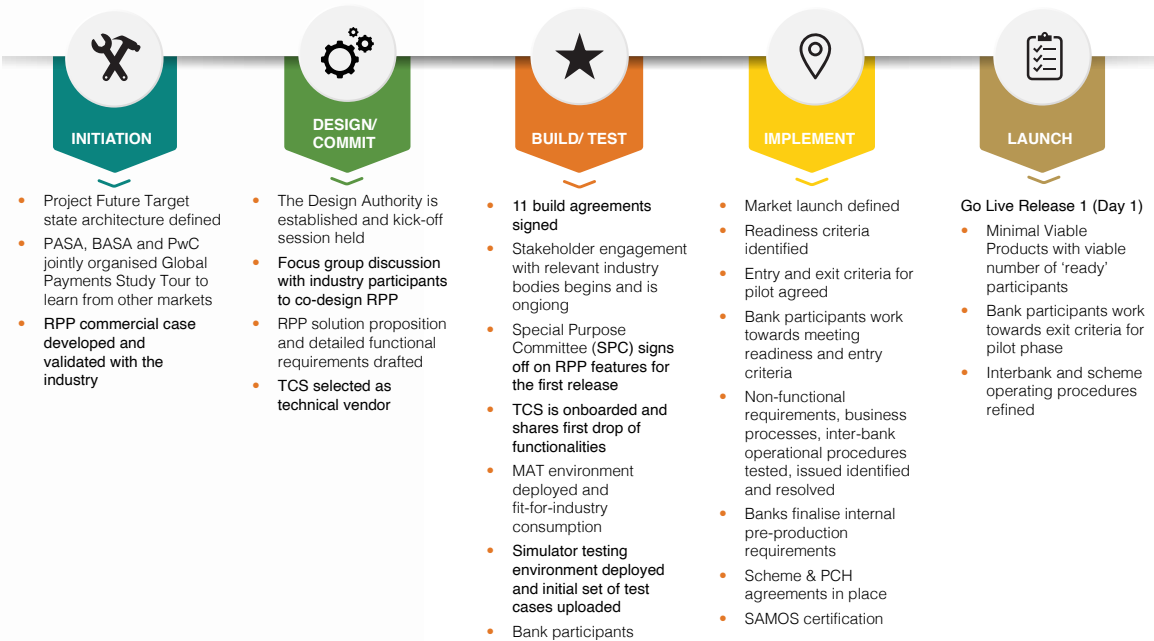 INITIATION
Project Future Target
state architecture defined
PASA, BASA and PwC
jointly organised Global
Payments Study Tour to
learn from other markets
RPP commercial case
developed and
validated with the
industry
DESIGN/
COMMIT
The Design Authority is
established and kick-off
session held
Focus group discussion
with industry participants
to co-design RPP
RPP solution proposition
and detailed functional
requirements drafted
TCS selected as
technical vendor
BUILD/ TEST
11 build agreements
signed
Stakeholder engagement
with relevant industry
bodies begins and is
ongiong
Special Purpose
Committee (SPC) signs
off on RPP features for
the first release
TCS is onboarded and
shares first drop of
functionalities
MAT environment
deployed and
fit-for-industry
consumption
Simulator testing
environment deployed
and initial set of test
cases uploaded
Bank participants
IMPLEMENT
Market launch defined
Readiness criteria
identified
Entry and exit criteria for
pilot agreed
Bank participants work
towards meeting
readiness and entry
criteria
Non-functional
requirements, business
processes, inter-bank
operational procedures
tested, issued identified
and resolved
Banks finalise internal
pre-production
requirements
Scheme & PCH
agreements in place
SAMOS certification
LAUNCH
Go Live Release 1 (Day 1)
Minimal Viable
Products with viable
number of ‘ready’
participants
Bank participants work
towards exit criteria for
pilot phase
Interbank and scheme
operating procedures
refined